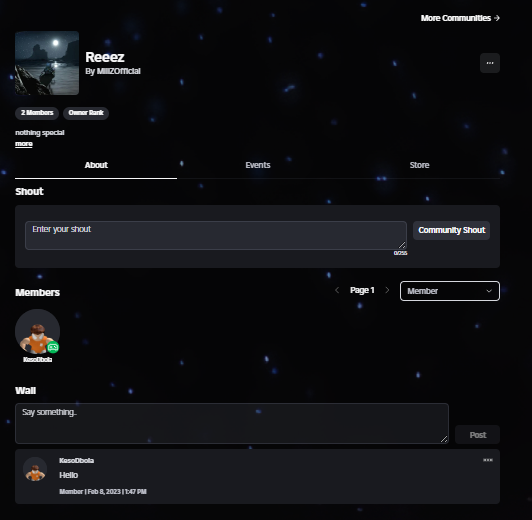 More Communities →
Reeez
By MillZOfficial
2 Members Owner Rank
nothing special
more
About Events Store
Shout
Enter your shout
Community Shout
0/255
Members
Page 1
Member
KesoDbola
Wall
Say something..
Post
KesoDbola
Hello
Member | Feb 8, 2023 | 1:47 PM